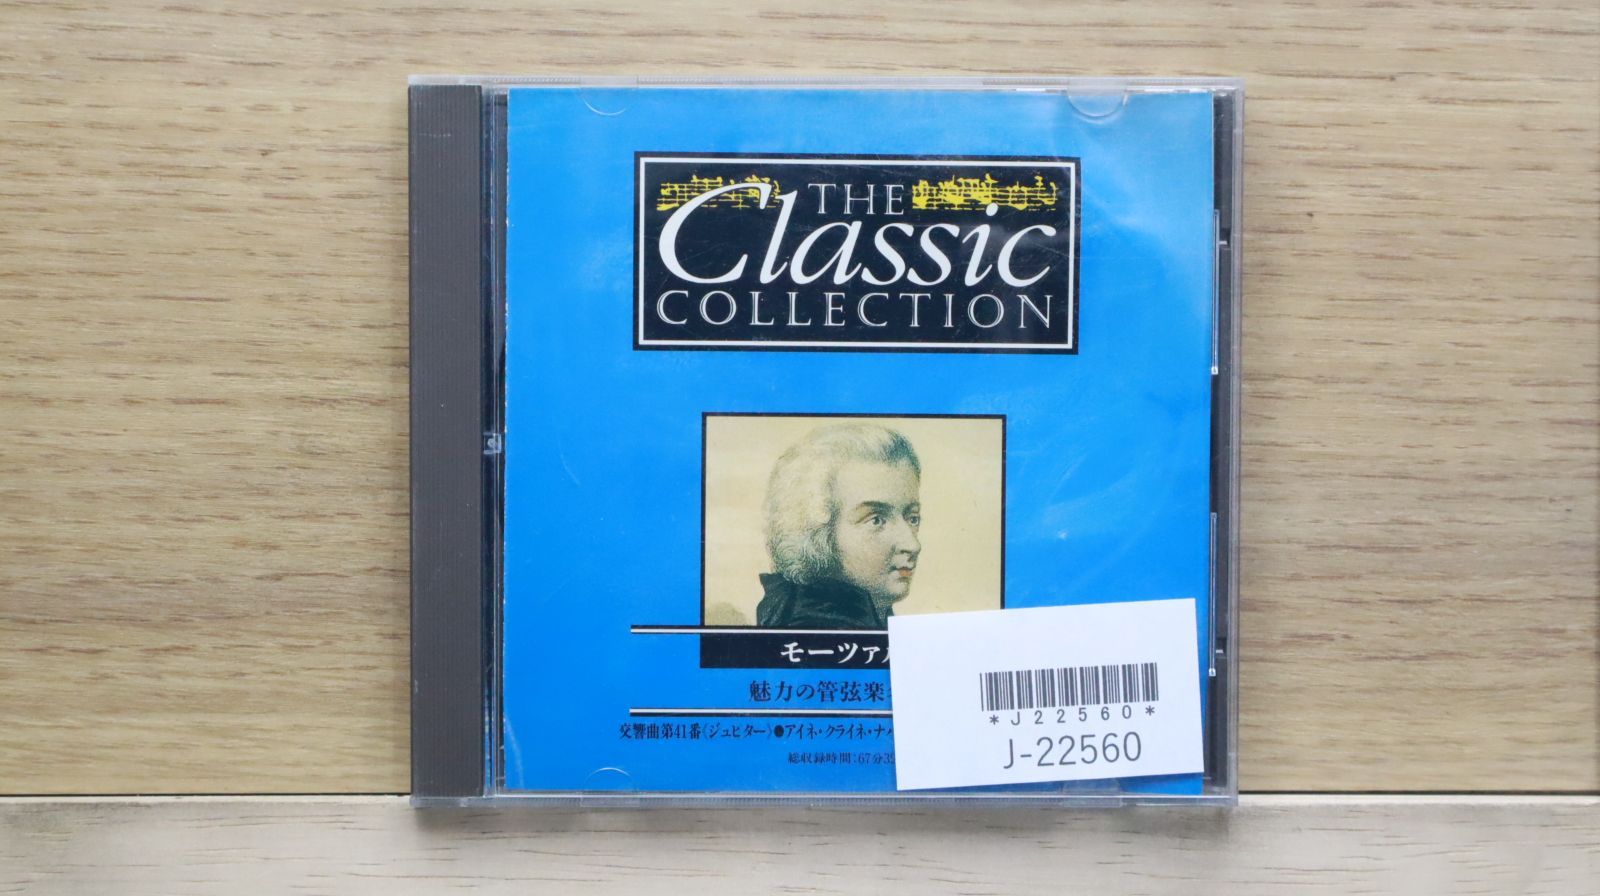 THE
Classic
COLLECTION
モーツァル
魅力の管弦楽
交響曲第41番〈ジュピター〉●アイネ・クライネ・ナ
総収録時間:67分
*J22560*
J-22560